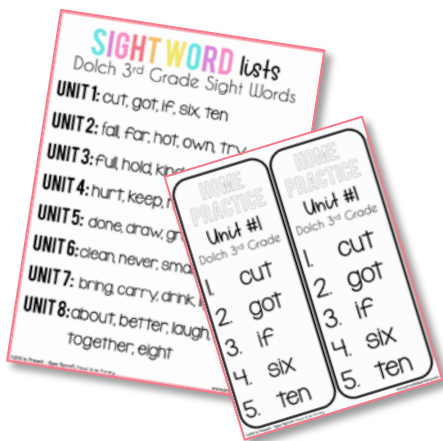 SIGHT WORD lists
Dolch 3rd Grade Sight Words
UNIT 1: cut, got, if, six, ten
UNIT 2: fall, far, hot, own, try
UNIT 3: full, hold,
UNIT 4: hurt, keep,
UNIT 5: done, draw,
UNIT 6: clean, never,
UNIT 7: bring, carry, drink,
UNIT 8: about, better, laugh,
together, eight
HOME
PRACTICE
Unit #1
Dolch 3rd Grade
1. cut
2. got
3. if
4. six
5. ten
HOME
PRACTICE
Unit #1
Dolch 3rd Grade
1. cut
2. got
3. if
4. six
5. ten